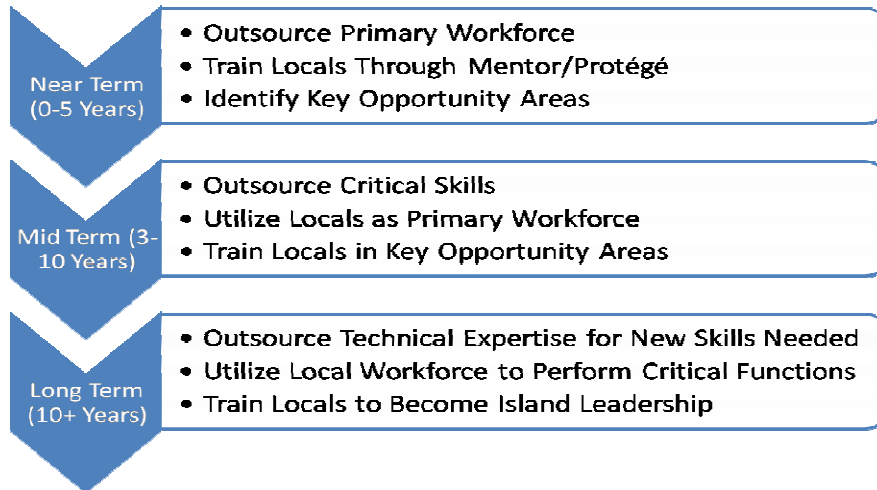 Near Term
(0-5 Years)
• Outsource Primary Workforce
• Train Locals Through Mentor/Protégé
• Identify Key Opportunity Areas
Mid Term (3-
10 Years)
• Outsource Critical Skills
• Utilize Locals as Primary Workforce
• Train Locals in Key Opportunity Areas
Long Term
(10+ Years)
• Outsource Technical Expertise for New Skills Needed
• Utilize Local Workforce to Perform Critical Functions
• Train Locals to Become Island Leadership